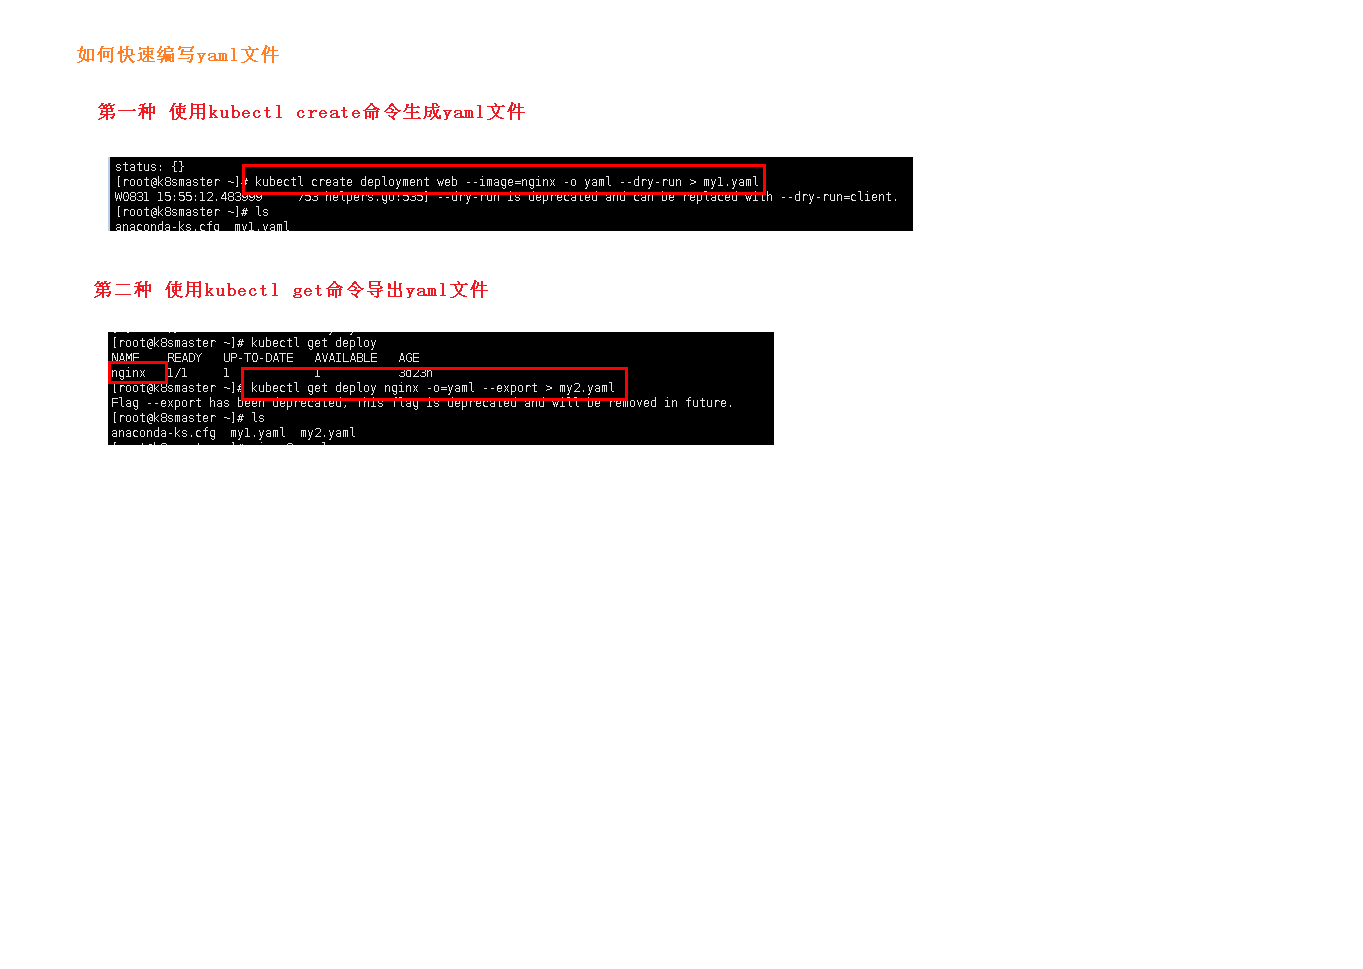 如何快速编写yaml文件
第一种 使用kubectl create命令生成yaml文件
status: {}
[root@k8smaster ~]# kubectl create deployment web --image=nginx -o yaml --dry-run > my1.yaml
W0831 15:55:12.483999 753 helpers.go:535] --dry-run is deprecated and can be replaced with --dry-run=client.
[root@k8smaster ~]# ls
anaconda-ks.cfg my1.yaml
第二种 使用kubectl get命令导出yaml文件
[root@k8smaster ~]# kubectl get deploy
NAME READY UP-TO-DATE AVAILABLE AGE
nginx 1/1 1 1 3d23h
[root@k8smaster ~]# kubectl get deploy nginx -o=yaml --export > my2.yaml
Flag --export has been deprecated, This flag is deprecated and will be removed in future.
[root@k8smaster ~]# ls
anaconda-ks.cfg my1.yaml my2.yaml